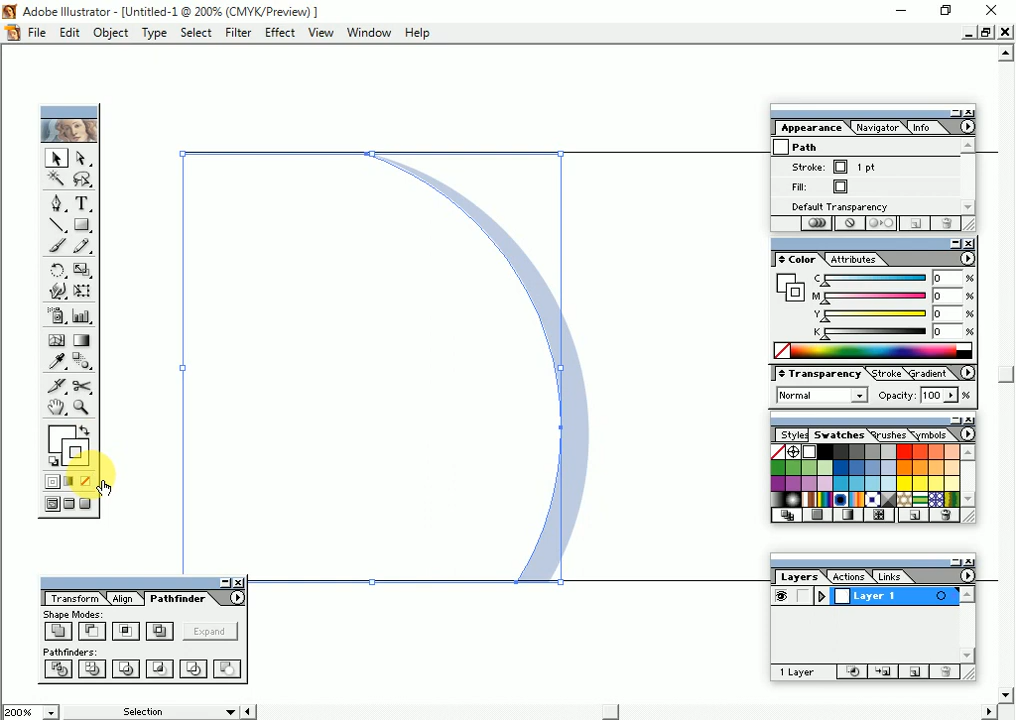 Adobe Illustrator - [Untitled-1 @ 200% (CMYK/Preview) ]
File Edit Object Type Select Filter Effect View Window Help
Appearance Navigator Info
Path
Stroke: 1 pt
Fill:
Default Transparency
T
Color Attributes
C 0 %
M 0 %
Y 0 %
K 0 %
Transparency Stroke Gradient
Normal Opacity: 100 %
Styles Swatches Brushes Symbols
Layers Actions Links
Layer 1
1 Layer
Transform Align Pathfinder
Shape Modes:
Expand
Pathfinders:
200% Selection